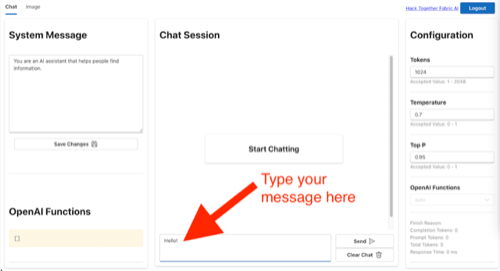 Chat Image Hack Together Fabric AI Logout
System Message
You are an AI assistant that helps people find
information.
Save Changes
OpenAI Functions
[]
Chat Session
Start Chatting
Type your
message here
Hello!
Send
Clear Chat
Configuration
Tokens
1024
Accepted Value: 1 - 2048
Temperature
0.7
Accepted Value: 0 - 1
Top P
0.95
Accepted Value: 0 - 1
OpenAI Functions
Auto
Finish Reason:
Completion Tokens: 0
Prompt Tokens: 0
Total Tokens: 0
Response Time: 0 ms